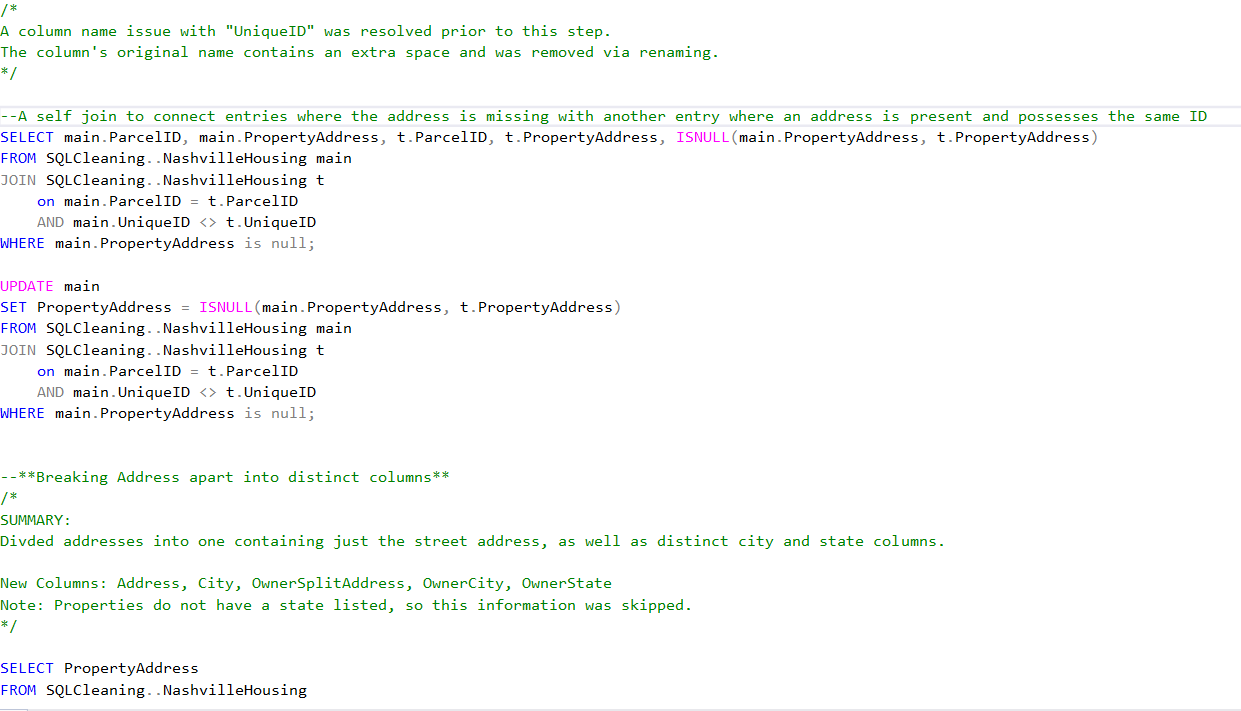 /*
A column name issue with "UniqueID" was resolved prior to this step.
The column's original name contains an extra space and was removed via renaming.
*/
--A self join to connect entries where the address is missing with another entry where an address is present and possesses the same ID
SELECT main.ParcelID, main.PropertyAddress, t.ParcelID, t.PropertyAddress, ISNULL(main.PropertyAddress, t.PropertyAddress)
FROM SQLCleaning..NashvilleHousing main
JOIN SQLCleaning..NashvilleHousing t
    on main.ParcelID = t.ParcelID
    AND main.UniqueID <> t.UniqueID
WHERE main.PropertyAddress is null;
UPDATE main
SET PropertyAddress = ISNULL(main.PropertyAddress, t.PropertyAddress)
FROM SQLCleaning..NashvilleHousing main
JOIN SQLCleaning..NashvilleHousing t
    on main.ParcelID = t.ParcelID
    AND main.UniqueID <> t.UniqueID
WHERE main.PropertyAddress is null;
--**Breaking Address apart into distinct columns**
/*
SUMMARY:
Divded addresses into one containing just the street address, as well as distinct city and state columns.
New Columns: Address, City, OwnerSplitAddress, OwnerCity, OwnerState
Note: Properties do not have a state listed, so this information was skipped.
*/
SELECT PropertyAddress
FROM SQLCleaning..NashvilleHousing